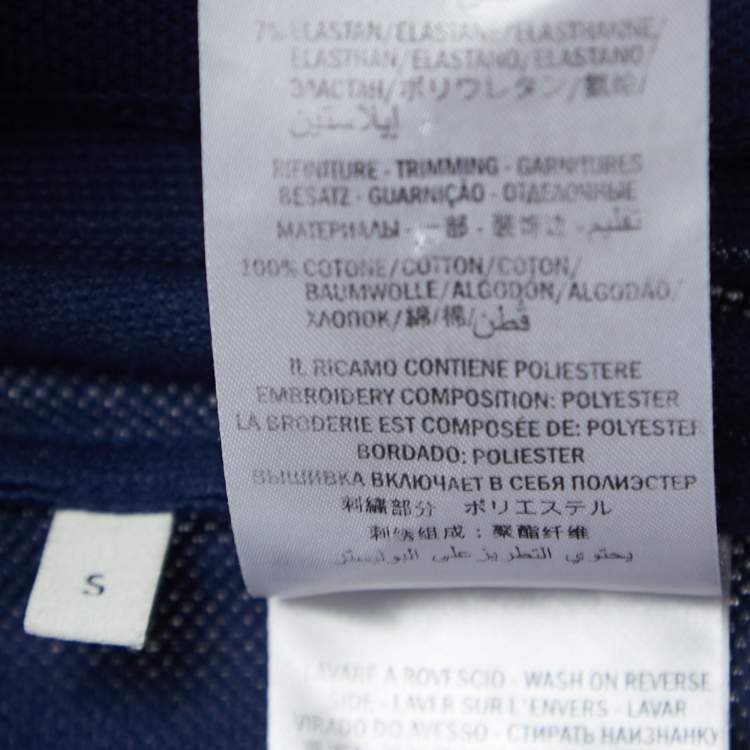 7% ELASTAN/ELASTANE/ELASTHANNE/
ELASTHAN/ELASTANO/ELASTANO/
ЭЛАСТАН/ポリウレタン/氨纶/
إيلاستين
RIFINITURE - TRIMMING - GARNITURES
BESATZ - GUARNIÇÃO - ОТДЕЛОЧНЫЕ
МАТЕРИАЛЫ - 一部 - 装饰边 - تقليم
100% COTONE/COTTON/COTON/
BAUMWOLLE/ALGODÓN/ALGODÃO/
ХЛОПОК/綿/棉/قطن
IL RICAMO CONTIENE POLIESTERE
EMBROIDERY COMPOSITION: POLYESTER
LA BRODERIE EST COMPOSÉE DE: POLYESTER
BORDADO: POLIESTER
ВЫШИВКА ВКЛЮЧАЕТ В СЕБЯ ПОЛИЭСТЕР
刺繍部分 ポリエステル
刺绣组成：聚酯纤维
يحتوي التطريز على البوليستر
S
LAVARE A ROVESCIO - WASH ON REVERSE
SIDE - LAVER SUR L'ENVERS - LAVAR
VIRADO DO AVESSO - СТИРАТЬ НАИЗНАНКУ